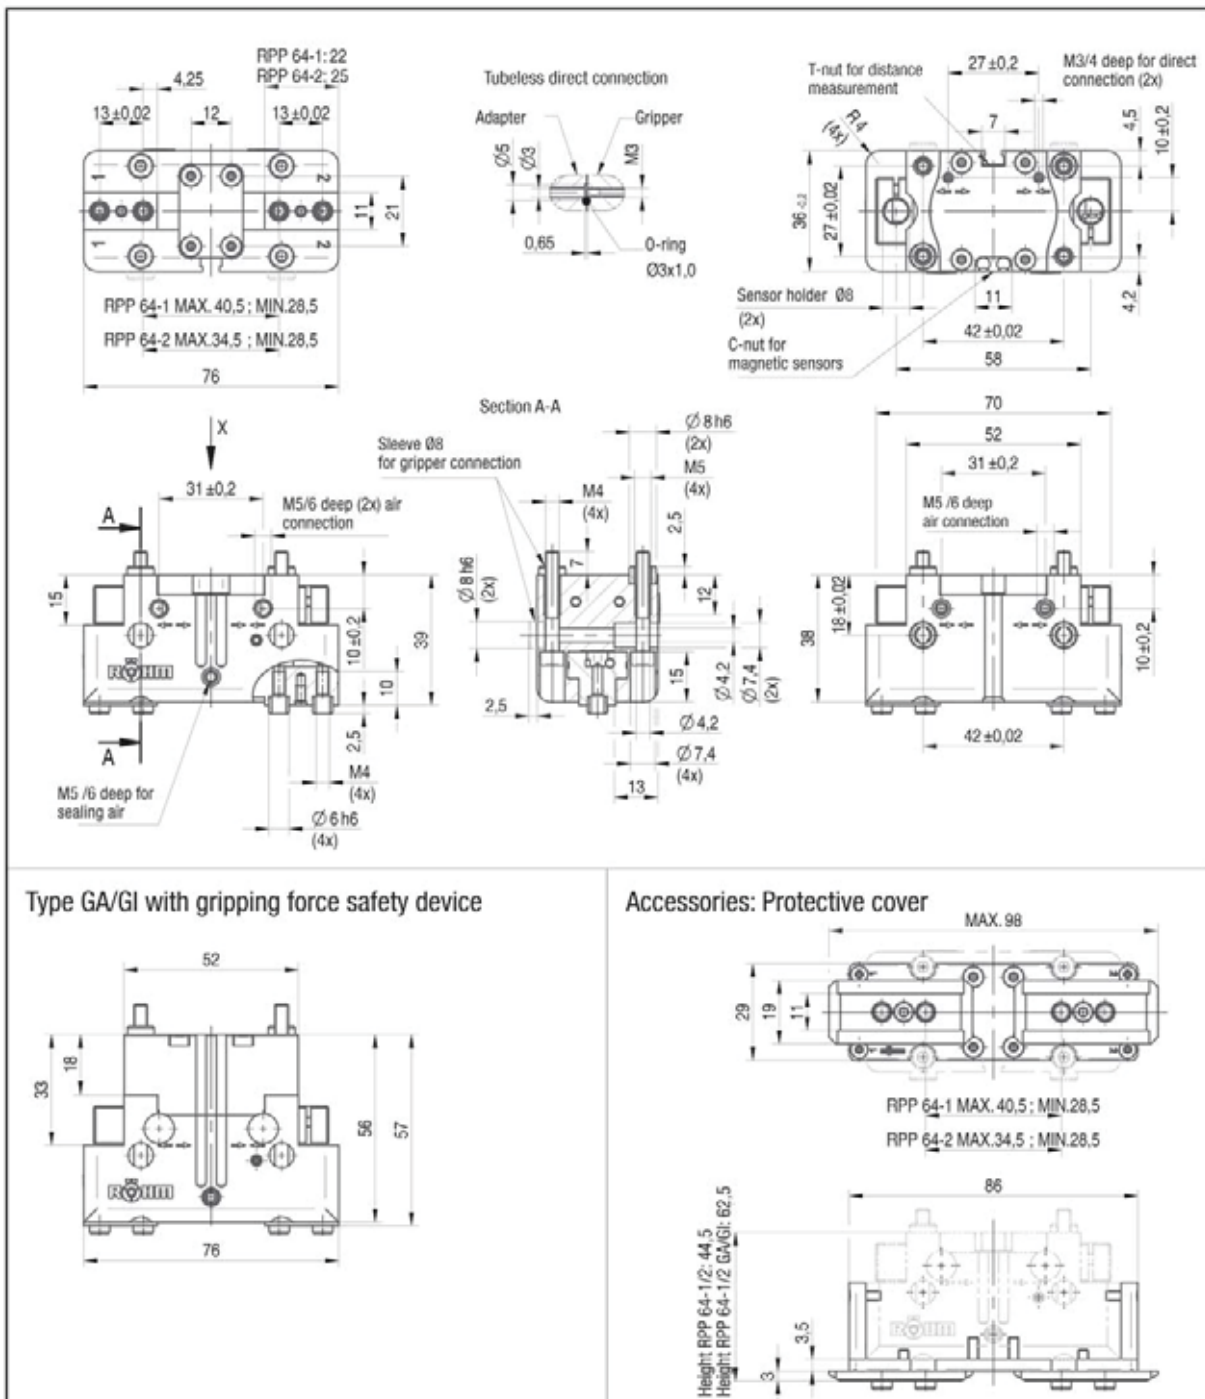 RPP 64-1: 22
RPP 64-2: 25
4,25
13±0,02
12
13±0,02
1
2
11
21
1
2
RPP 64-1 MAX. 40,5 ; MIN.28,5
RPP 64-2 MAX.34,5 ; MIN.28,5
76
Tubeless direct connection
Adapter
Gripper
Ø5
Ø3
M3
0,65
O-ring
Ø3x1,0
T-nut for distance
measurement
27 ±0,2
M3/4 deep for direct
connection (2x)
R4
(4x)
7
4,5
10 ±0,2
36 -0,2
27 ±0,02
Sensor holder Ø8
(2x)
11
4,2
C-nut for
magnetic sensors
42 ±0,02
58
X
A
31 ±0,2
M5/6 deep (2x) air
connection
15
10 ±0,2
39
RÖHM
10
2,5
A
M4
(4x)
M5 /6 deep for
sealing air
Ø 6 h6
(4x)
Section A-A
Sleeve Ø8
for gripper connection
Ø 8 h6
(2x)
M5
(4x)
M4
(4x)
2,5
7
Ø 8 h6
(2x)
12
15
Ø 4,2
Ø 7,4
(2x)
2,5
Ø 4,2
Ø 7,4
(4x)
13
70
52
31 ±0,2
M5 /6 deep
air connection
38
18 ±0,02
10 ±0,2
42 ±0,02
Type GA/GI with gripping force safety device
52
33
18
56
57
RÖHM
76
Accessories: Protective cover
MAX. 98
29
19
11
RPP 64-1 MAX. 40,5 ; MIN.28,5
RPP 64-2 MAX.34,5 ; MIN.28,5
86
Height RPP 64-1/2: 44,5
Height RPP 64-1/2 GA/GI: 62,5
RÖHM
3,5
3